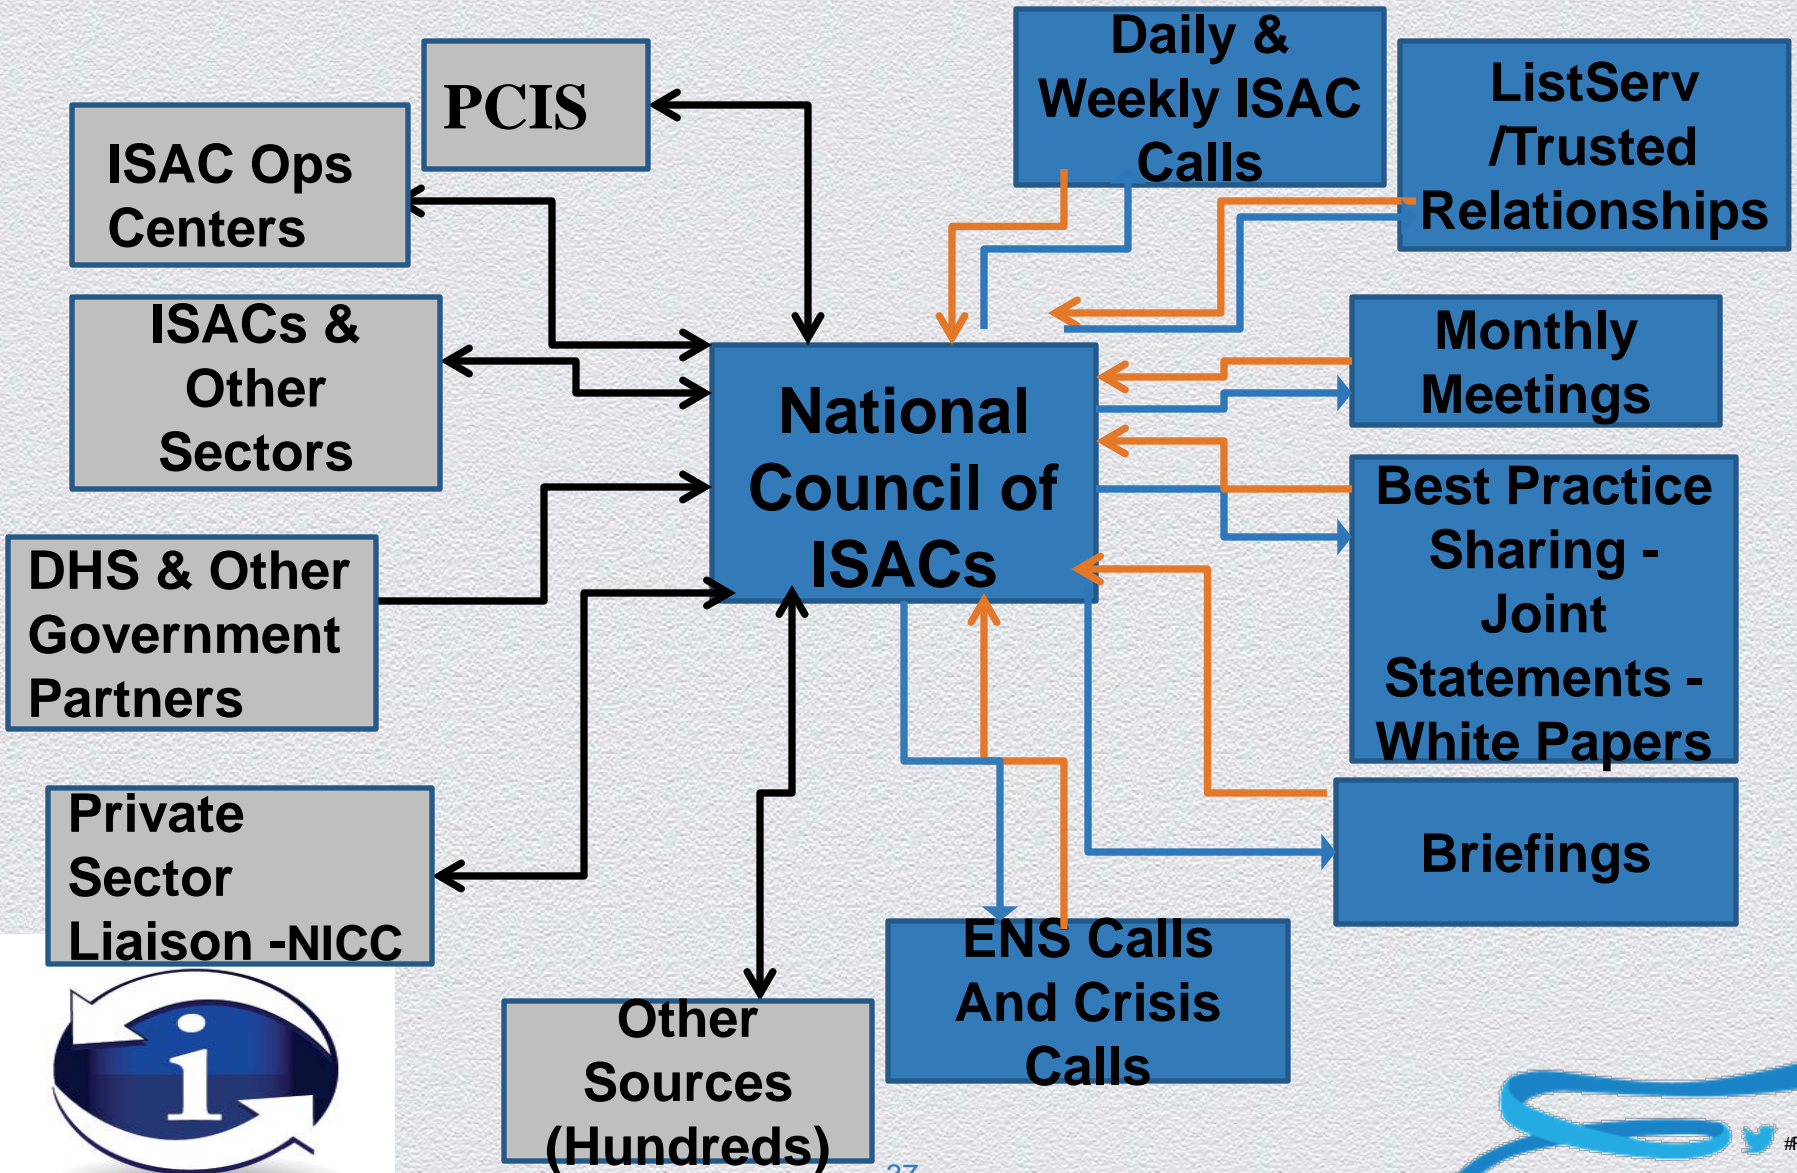 PCIS
ISAC Ops
Centers
ISACs &
Other
Sectors
DHS & Other
Government
Partners
Private
Sector
Liaison -NICC
Other
Sources
(Hundreds)
National
Council of
ISACs
Daily &
Weekly ISAC
Calls
ListServ
/Trusted
Relationships
Monthly
Meetings
Best Practice
Sharing -
Joint
Statements -
White Papers
Briefings
ENS Calls
And Crisis
Calls
i